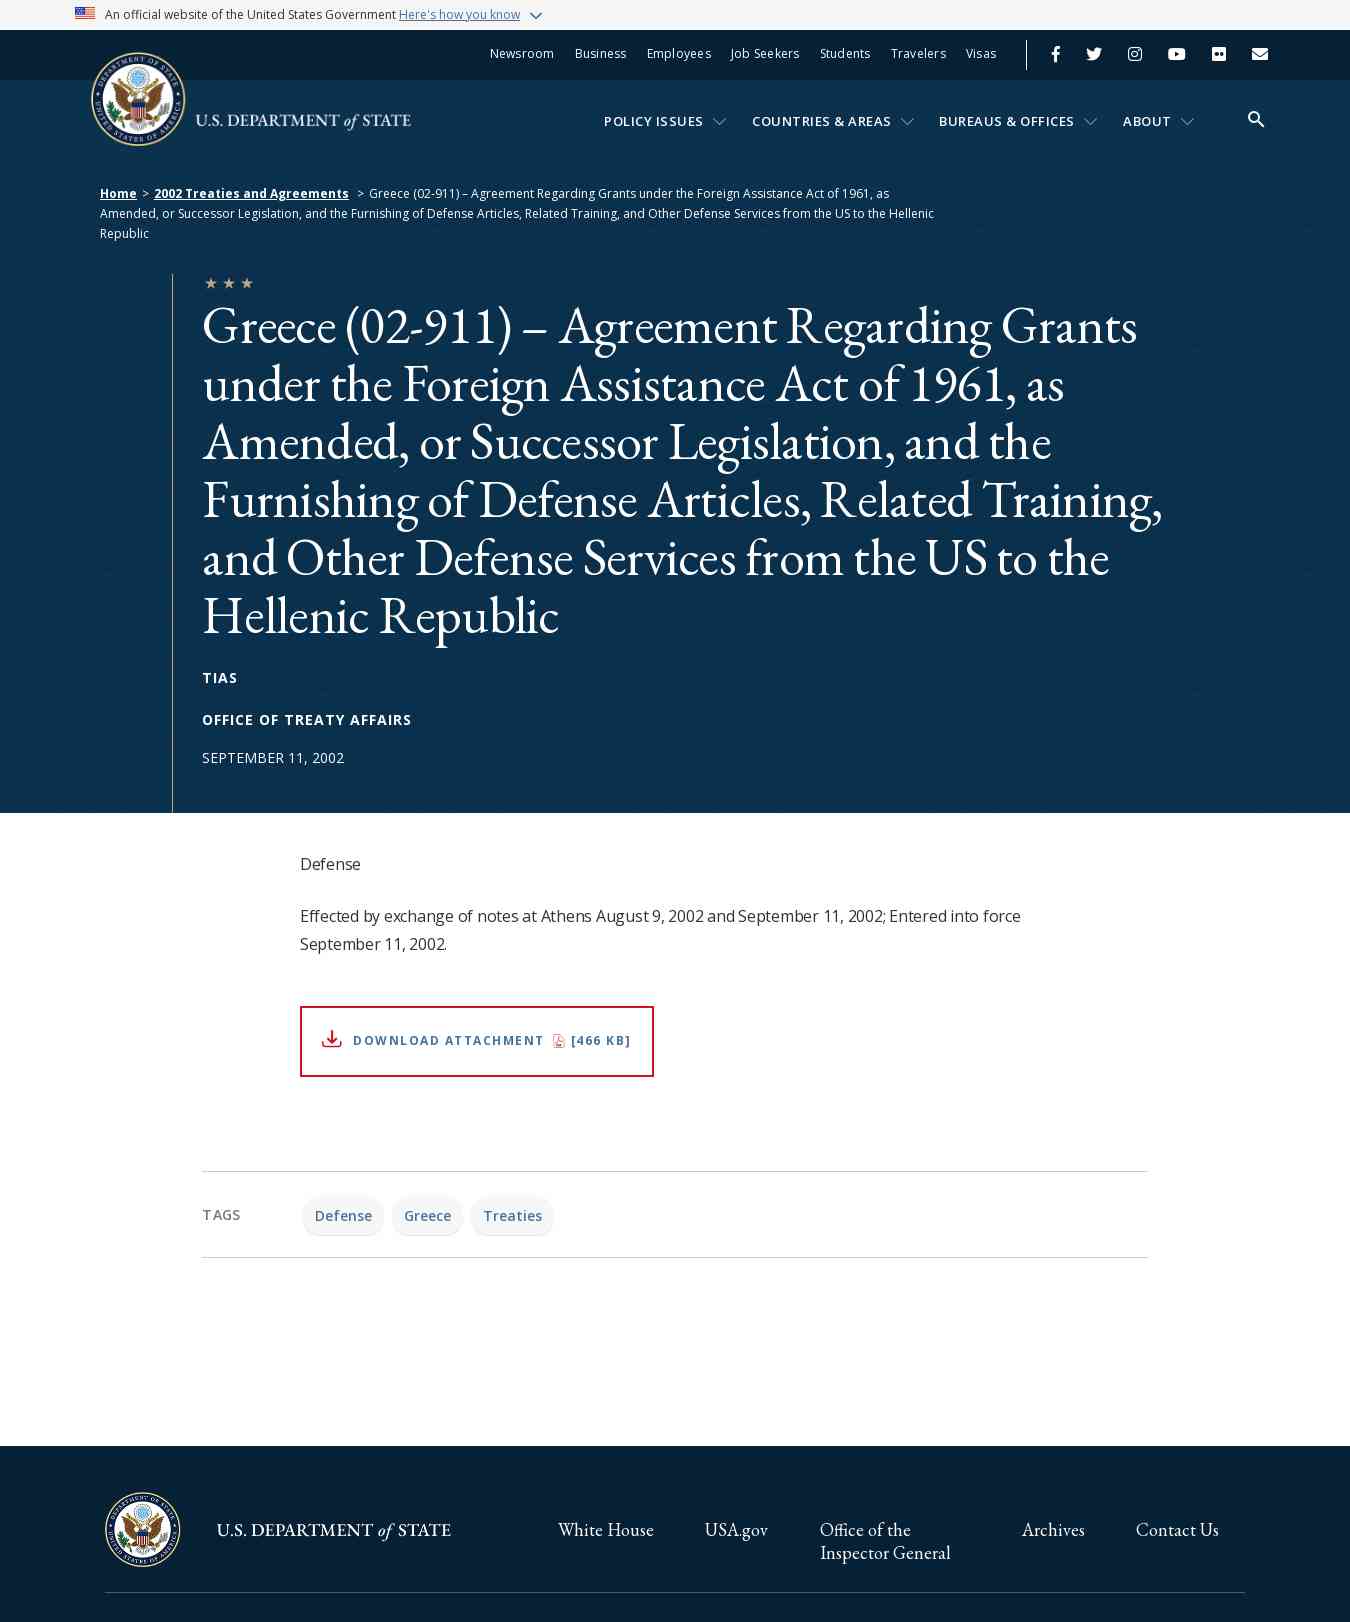 An official website of the United States Government Here's how you know
Newsroom Business Employees Job Seekers Students Travelers Visas
U.S. DEPARTMENT of STATE
POLICY ISSUES COUNTRIES & AREAS BUREAUS & OFFICES ABOUT
Home > 2002 Treaties and Agreements > Greece (02-911) – Agreement Regarding Grants under the Foreign Assistance Act of 1961, as
Amended, or Successor Legislation, and the Furnishing of Defense Articles, Related Training, and Other Defense Services from the US to the Hellenic
Republic
Greece (02-911) – Agreement Regarding Grants
under the Foreign Assistance Act of 1961, as
Amended, or Successor Legislation, and the
Furnishing of Defense Articles, Related Training,
and Other Defense Services from the US to the
Hellenic Republic
TIAS
OFFICE OF TREATY AFFAIRS
SEPTEMBER 11, 2002
Defense
Effected by exchange of notes at Athens August 9, 2002 and September 11, 2002; Entered into force
September 11, 2002.
DOWNLOAD ATTACHMENT [466 KB]
TAGS Defense Greece Treaties
DEPARTMENT OF STATE
UNITED STATES OF AMERICA
U.S. DEPARTMENT of STATE
White House USA.gov Office of the Archives Contact Us
Inspector General